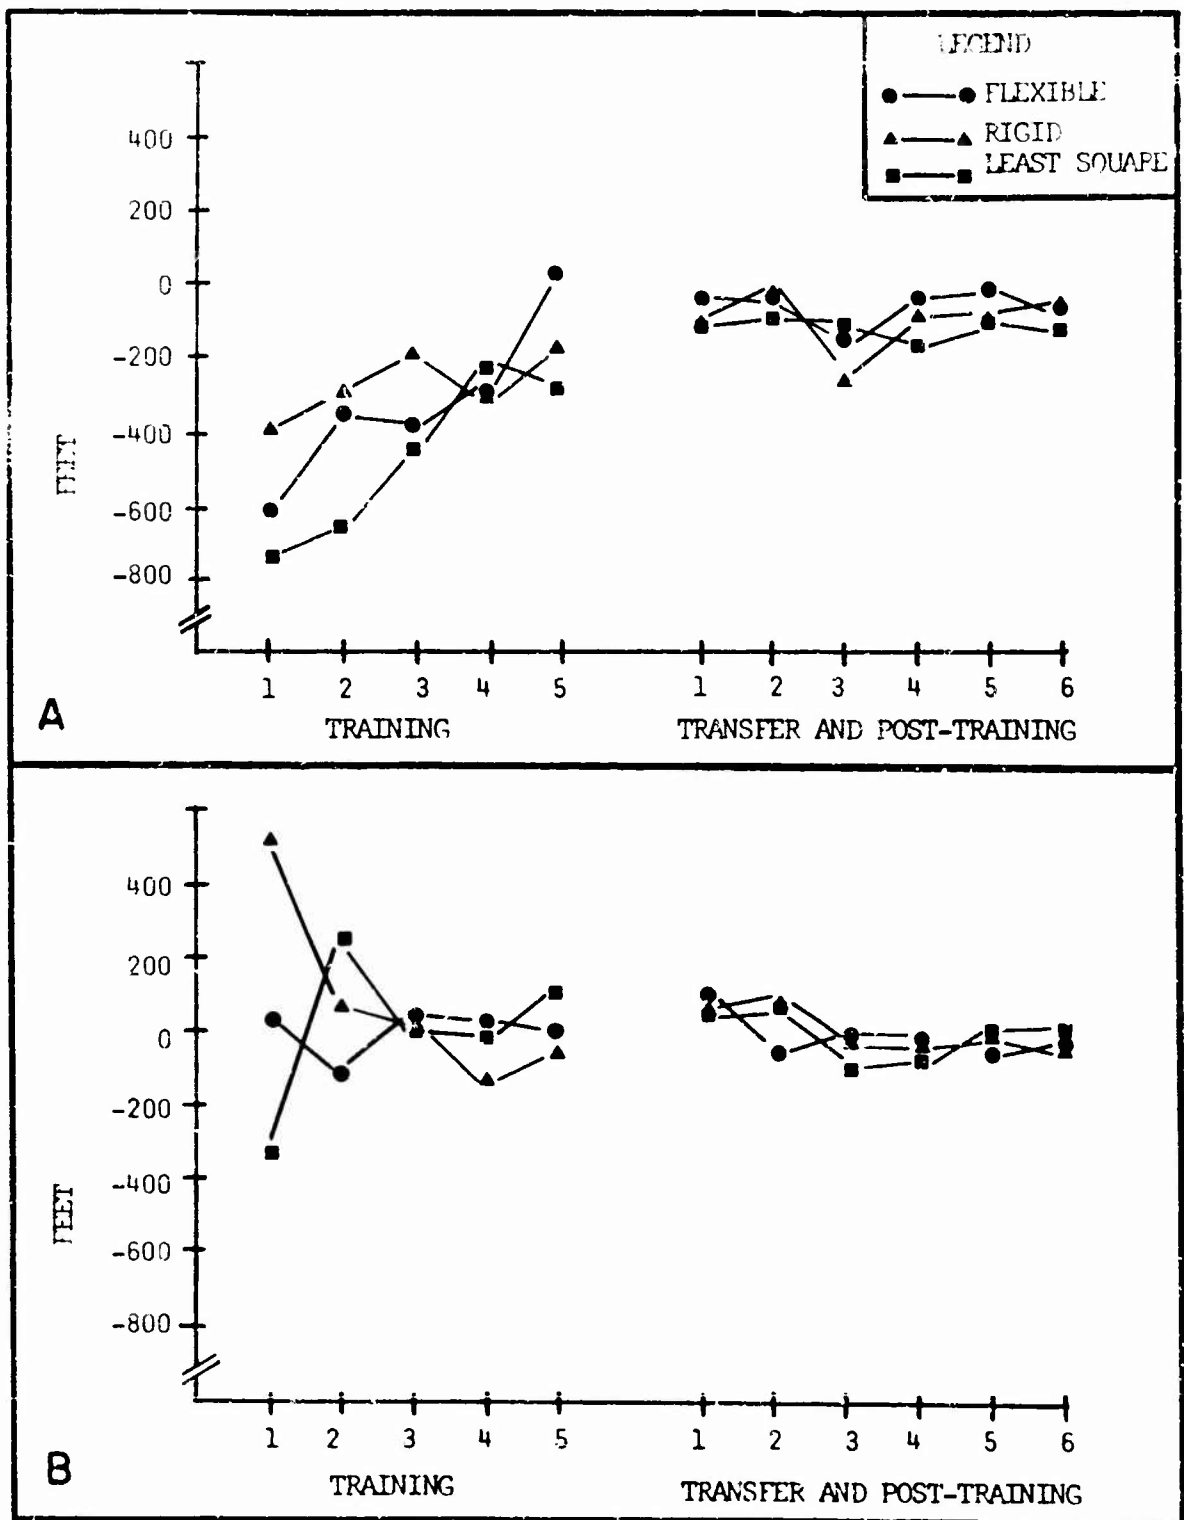 LEGEND
FLEXIBLE
RIGID
LEAST SQUARE
400
200
0
-200
-400
-600
-800
FEET
1 2 3 4 5
1 2 3 4 5 6
A
TRAINING
TRANSFER AND POST-TRAINING
400
200
0
-200
-400
-600
-800
FEET
1 2 3 4 5
1 2 3 4 5 6
B
TRAINING
TRANSFER AND POST-TRAINING